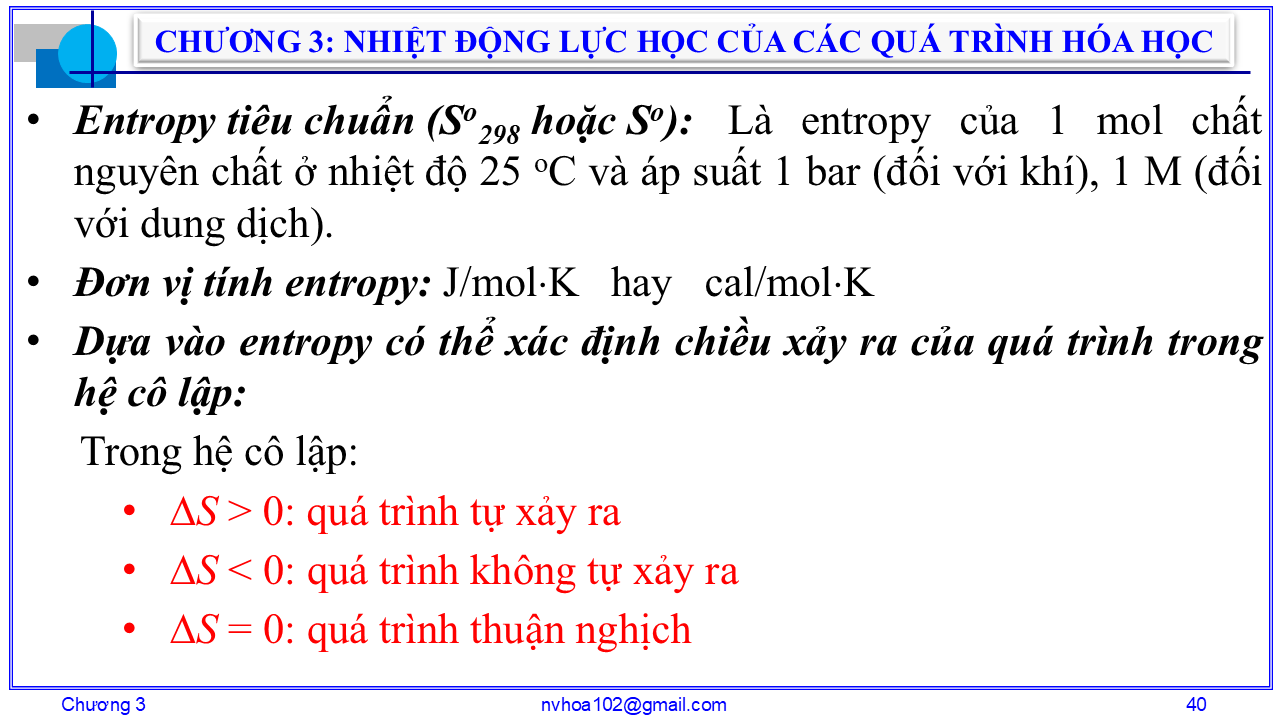 CHƯƠNG 3: NHIỆT ĐỘNG LỰC HỌC CỦA CÁC QUÁ TRÌNH HÓA HỌC
• Entropy tiêu chuẩn (Sº₂₉₈ hoặc Sº): Là entropy của 1 mol chất
nguyên chất ở nhiệt độ 25 ºC và áp suất 1 bar (đối với khí), 1 M (đối
với dung dịch).
• Đơn vị tính entropy: J/mol·K hay cal/mol·K
• Dựa vào entropy có thể xác định chiều xảy ra của quá trình trong
hệ cô lập:
Trong hệ cô lập:
• ΔS > 0: quá trình tự xảy ra
• ΔS < 0: quá trình không tự xảy ra
• ΔS = 0: quá trình thuận nghịch
Chương 3 nvhoa102@gmail.com 40